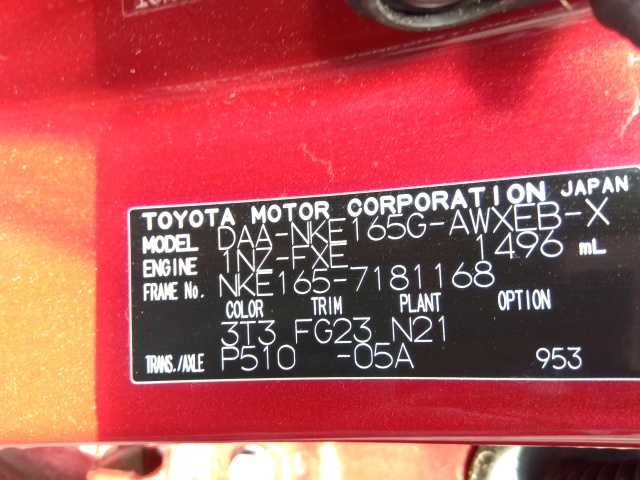 TOYOTA MOTOR CORPORATION JAPAN
MODEL DAA-NKE165G-AWXEB-X
ENGINE 1NZ-FXE 1496 mL
FRAME No. NKE165-7181168
COLOR TRIM PLANT OPTION
3T3 FG23 N21
TRANS./AXLE P510 -05A 953